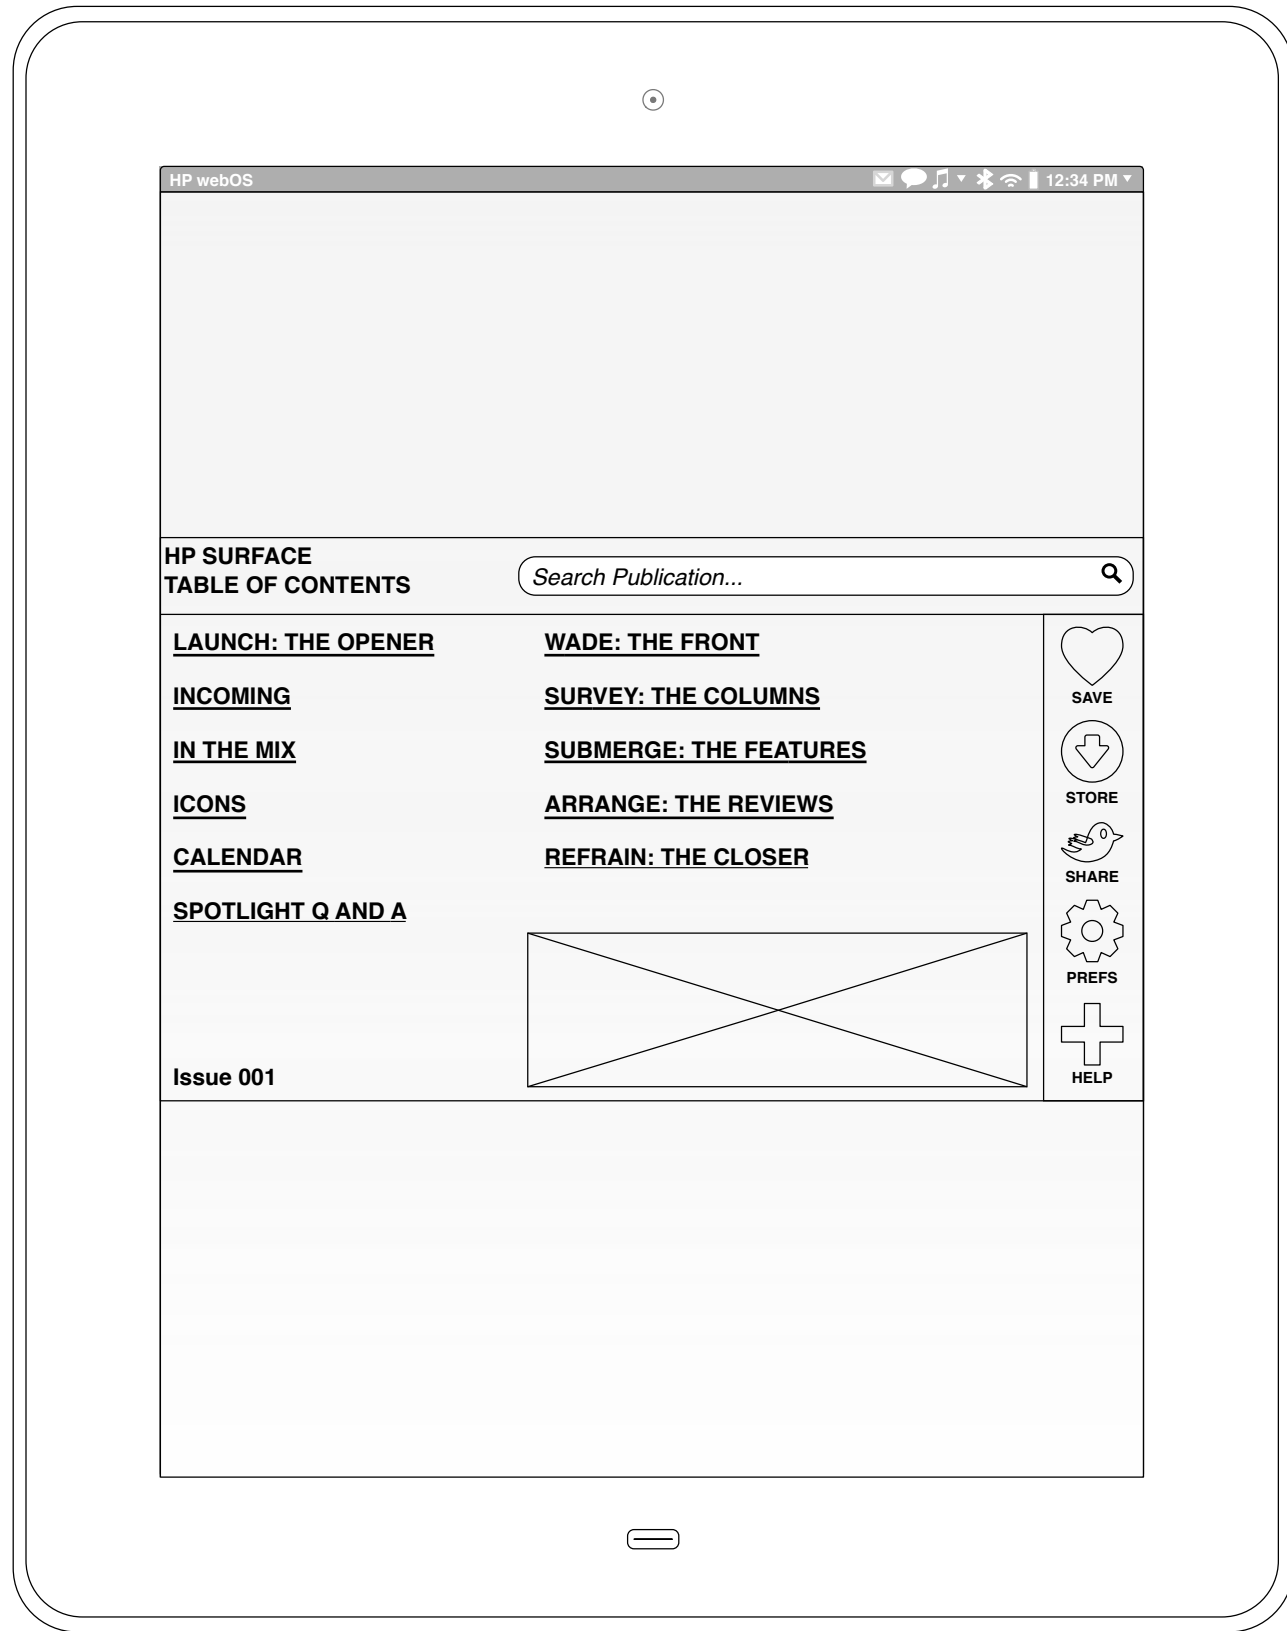 HP webOS 12:34 PM
HP SURFACE
TABLE OF CONTENTS
Search Publication...
LAUNCH: THE OPENER
INCOMING
IN THE MIX
ICONS
CALENDAR
SPOTLIGHT Q AND A
Issue 001
WADE: THE FRONT
SURVEY: THE COLUMNS
SUBMERGE: THE FEATURES
ARRANGE: THE REVIEWS
REFRAIN: THE CLOSER
SAVE
STORE
SHARE
PREFS
HELP